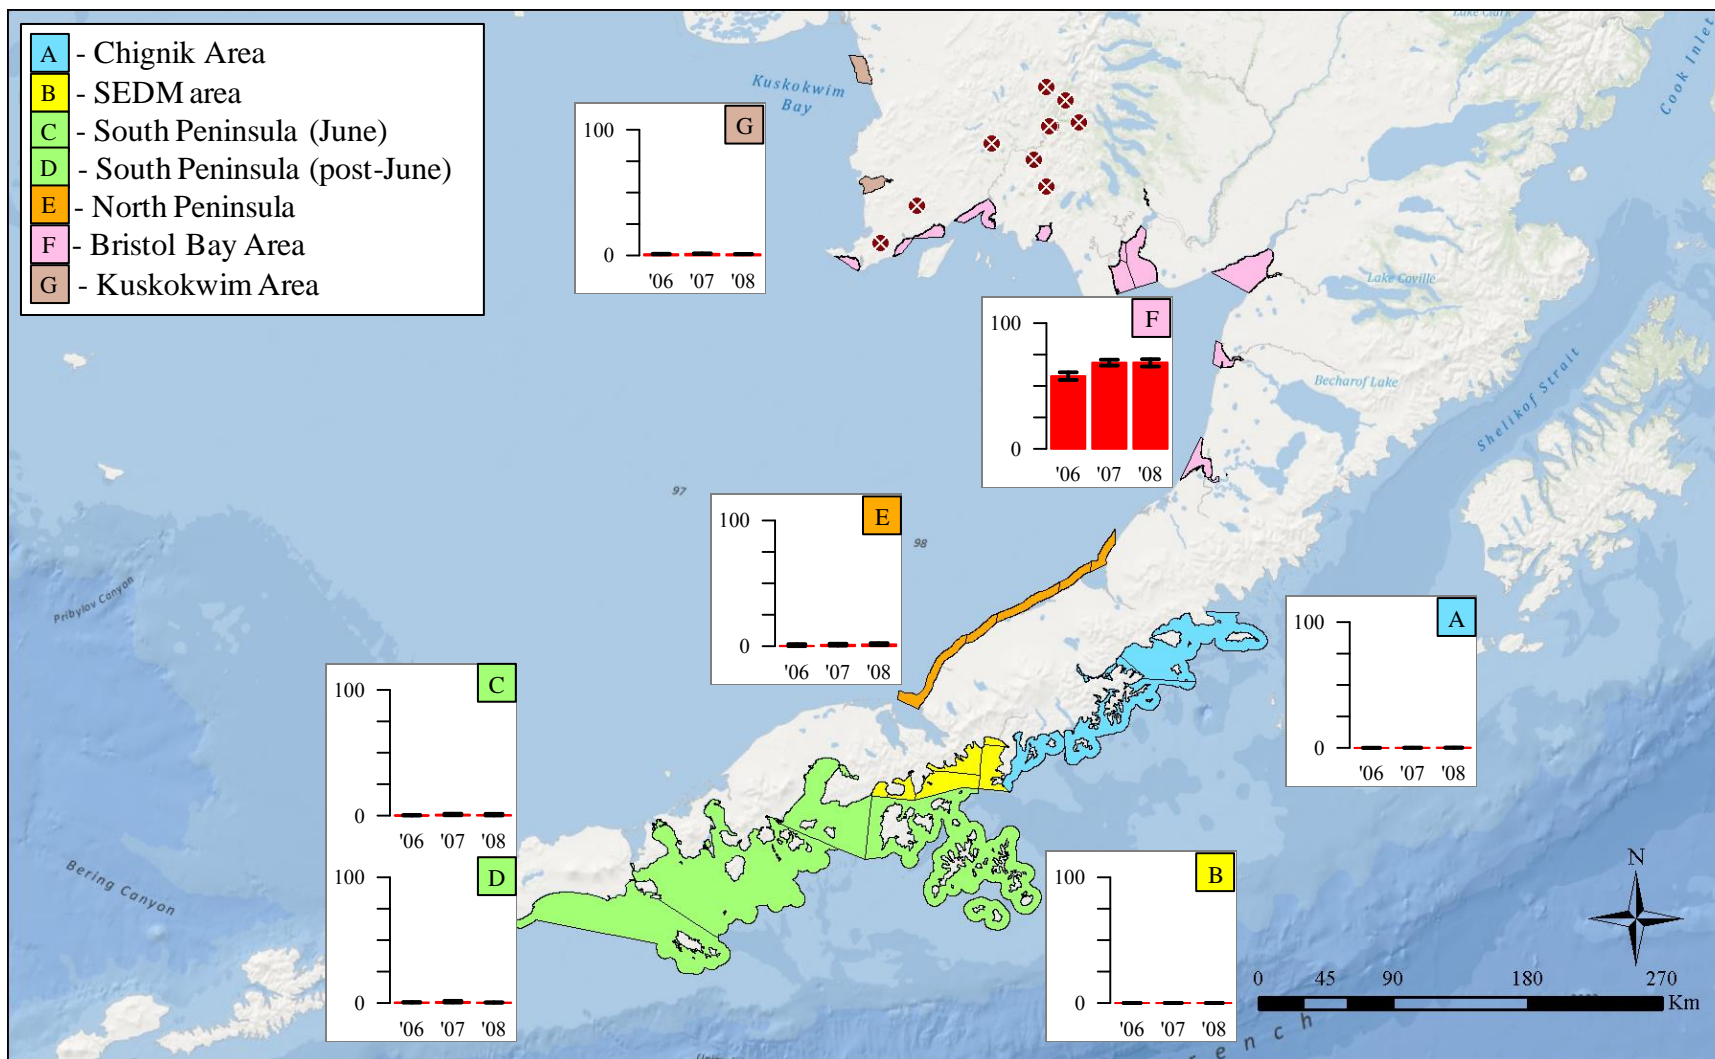 A - Chignik Area
B - SEDM area
C - South Peninsula (June)
D - South Peninsula (post-June)
E - North Peninsula
F - Bristol Bay Area
G - Kuskokwim Area
Lake Clark
Cook Inlet
Kuskokwim
Bay
G
100
0
'06 '07 '08
Lake Coville
F
100
0
'06 '07 '08
Becharof Lake
Shelikof Strait
97
98
E
100
0
'06 '07 '08
Pribylov Canyon
A
100
0
'06 '07 '08
C
100
0
'06 '07 '08
D
100
0
'06 '07 '08
B
100
0
'06 '07 '08
Bering Canyon
N
0 45 90 180 270
Km